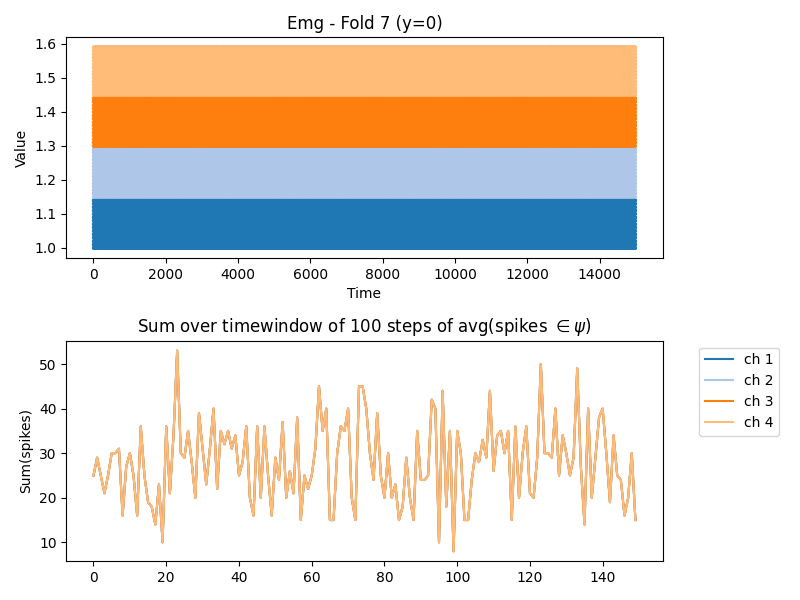 Emg - Fold 7 (y=0)
Value
1.6
1.5
1.4
1.3
1.2
1.1
1.0
0 2000 4000 6000 8000 10000 12000 14000
Time
Sum over timewindow of 100 steps of avg(spikes ∈ ψ)
Sum(spikes)
50
40
30
20
10
0 20 40 60 80 100 120 140
ch 1
ch 2
ch 3
ch 4